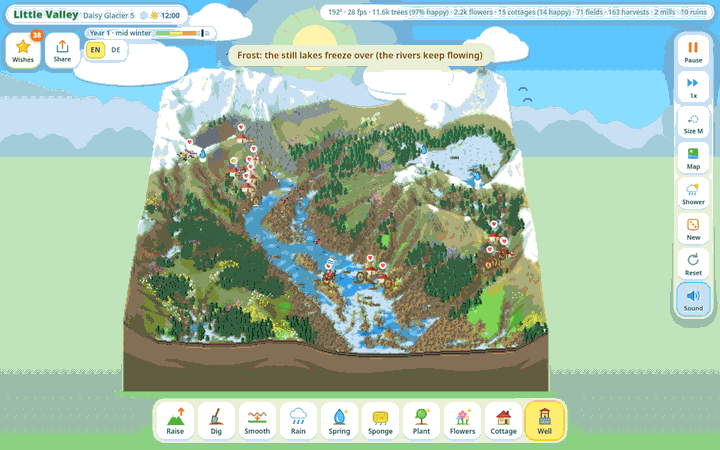 Little Valley Daisy Glacier 5 12:00
192² · 28 fps · 11.6k trees (97% happy) · 2.2k flowers · 15 cottages (14 happy) · 71 fields · 163 harvests · 2 mills · 10 ruins
Year 1 · mid winter
38
Wishes
Share
EN
DE
Frost: the still lakes freeze over (the rivers keep flowing)
Pause
1x
Size M
Map
Shower
New
Reset
Sound
Raise
Dig
Smooth
Rain
Spring
Sponge
Plant
Flowers
Cottage
Well